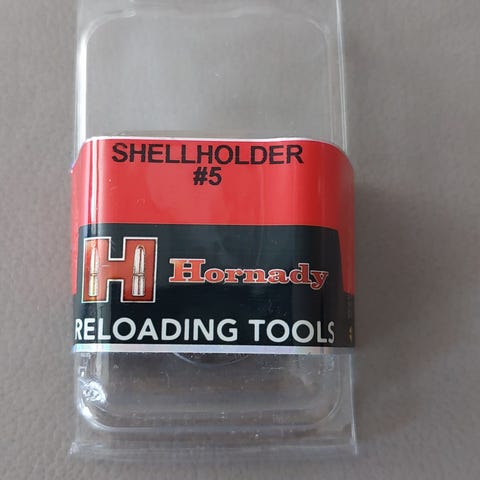 SHELLHOLDER
#5
H Hornady
RELOADING TOOLS